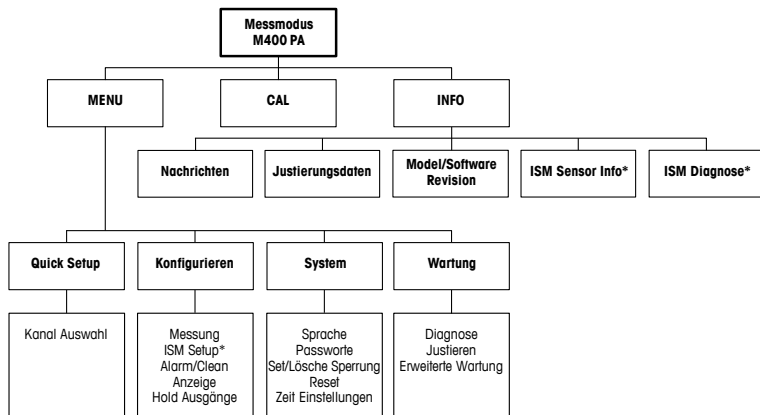 Messmodus
M400 PA
MENU
CAL
INFO
Nachrichten
Justierungsdaten
Model/Software
Revision
ISM Sensor Info*
ISM Diagnose*
Quick Setup
Konfigurieren
System
Wartung
Kanal Auswahl
Messung
ISM Setup*
Alarm/Clean
Anzeige
Hold Ausgänge
Sprache
Passworte
Set/Lösche Sperrung
Reset
Zeit Einstellungen
Diagnose
Justieren
Erweiterte Wartung